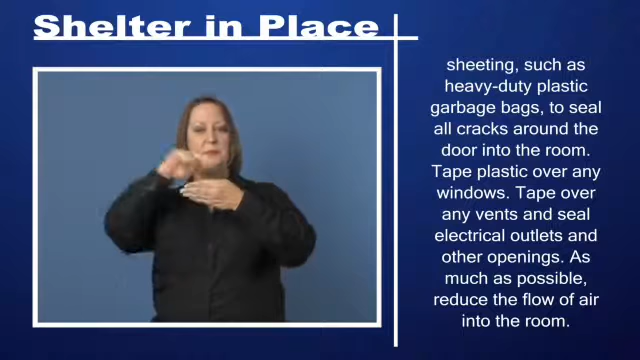 Shelter in Place
sheeting, such as
heavy-duty plastic
garbage bags, to seal
all cracks around the
door into the room.
Tape plastic over any
windows. Tape over
any vents and seal
electrical outlets and
other openings. As
much as possible,
reduce the flow of air
into the room.